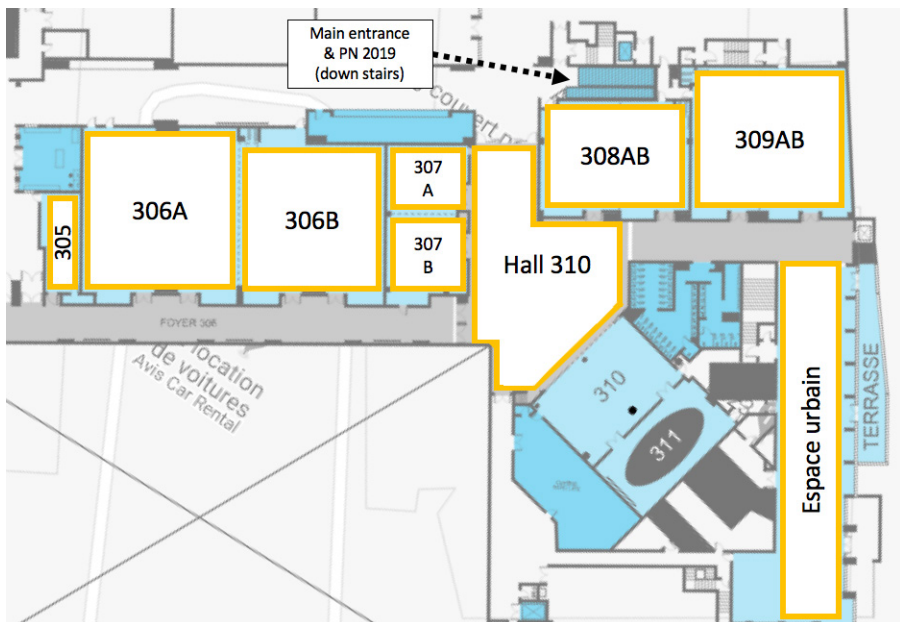 Main entrance
& PN 2019
(down stairs)
305
306A
306B
307
A
307
B
Hall 310
308AB
309AB
FOYER 306
location
de voitures
Avis Car Rental
310
311
Espace urbain
TERRASSE